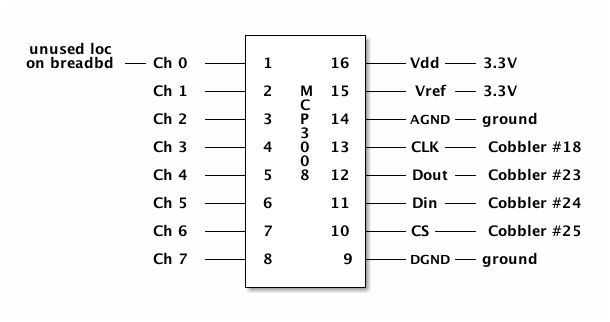 unused loc
on breadbd
Ch 0 1 16 Vdd 3.3V
Ch 1 2 15 Vref 3.3V
Ch 2 3 14 AGND ground
Ch 3 4 13 CLK Cobbler #18
Ch 4 5 12 Dout Cobbler #23
Ch 5 6 11 Din Cobbler #24
Ch 6 7 10 CS Cobbler #25
Ch 7 8 9 DGND ground
MCP3008